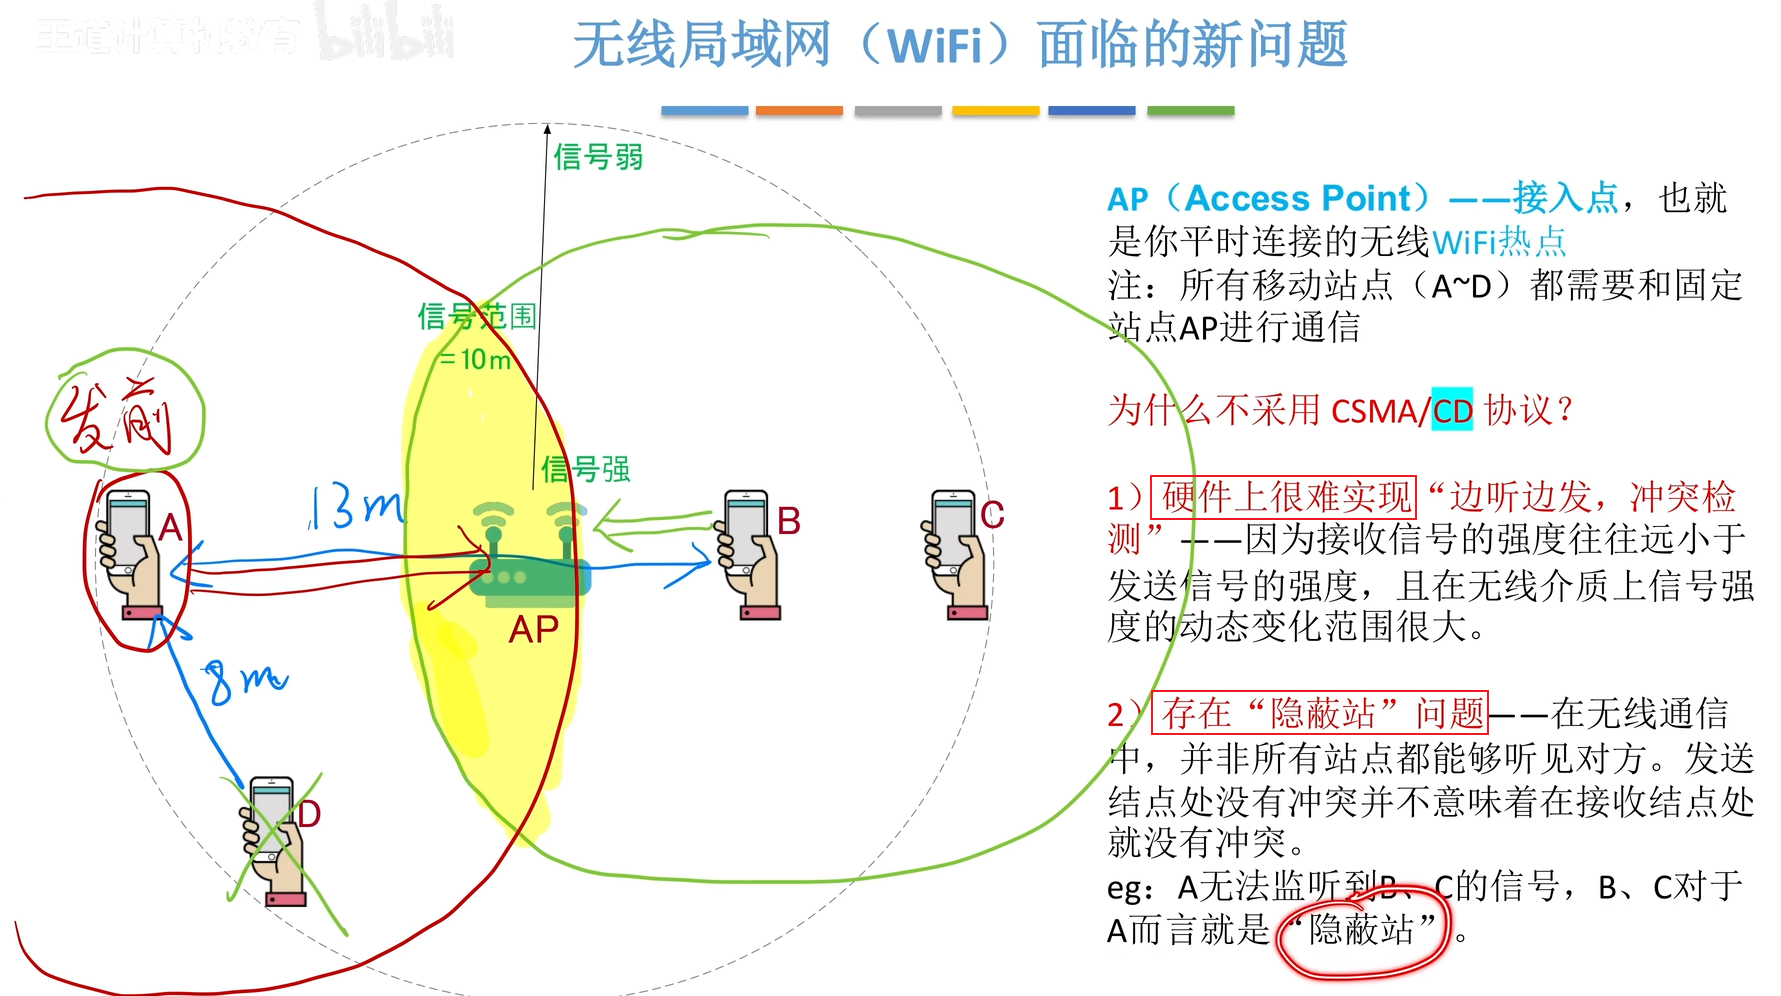 王道计算机教育 bilibili
无线局域网（WiFi）面临的新问题
信号弱
信号范围
=10m
信号强
发前
A
13m
B
C
AP
8m
D
AP（Access Point）——接入点，也就
是你平时连接的无线WiFi热点
注：所有移动站点（A~D）都需要和固定
站点AP进行通信
为什么不采用 CSMA/CD 协议？
1）硬件上很难实现“边听边发，冲突检
测”——因为接收信号的强度往往远小于
发送信号的强度，且在无线介质上信号强
度的动态变化范围很大。
2）存在“隐蔽站”问题——在无线通信
中，并非所有站点都能够听见对方。发送
结点处没有冲突并不意味着在接收结点处
就没有冲突。
eg：A无法监听到B、C的信号，B、C对于
A而言就是“隐蔽站”。